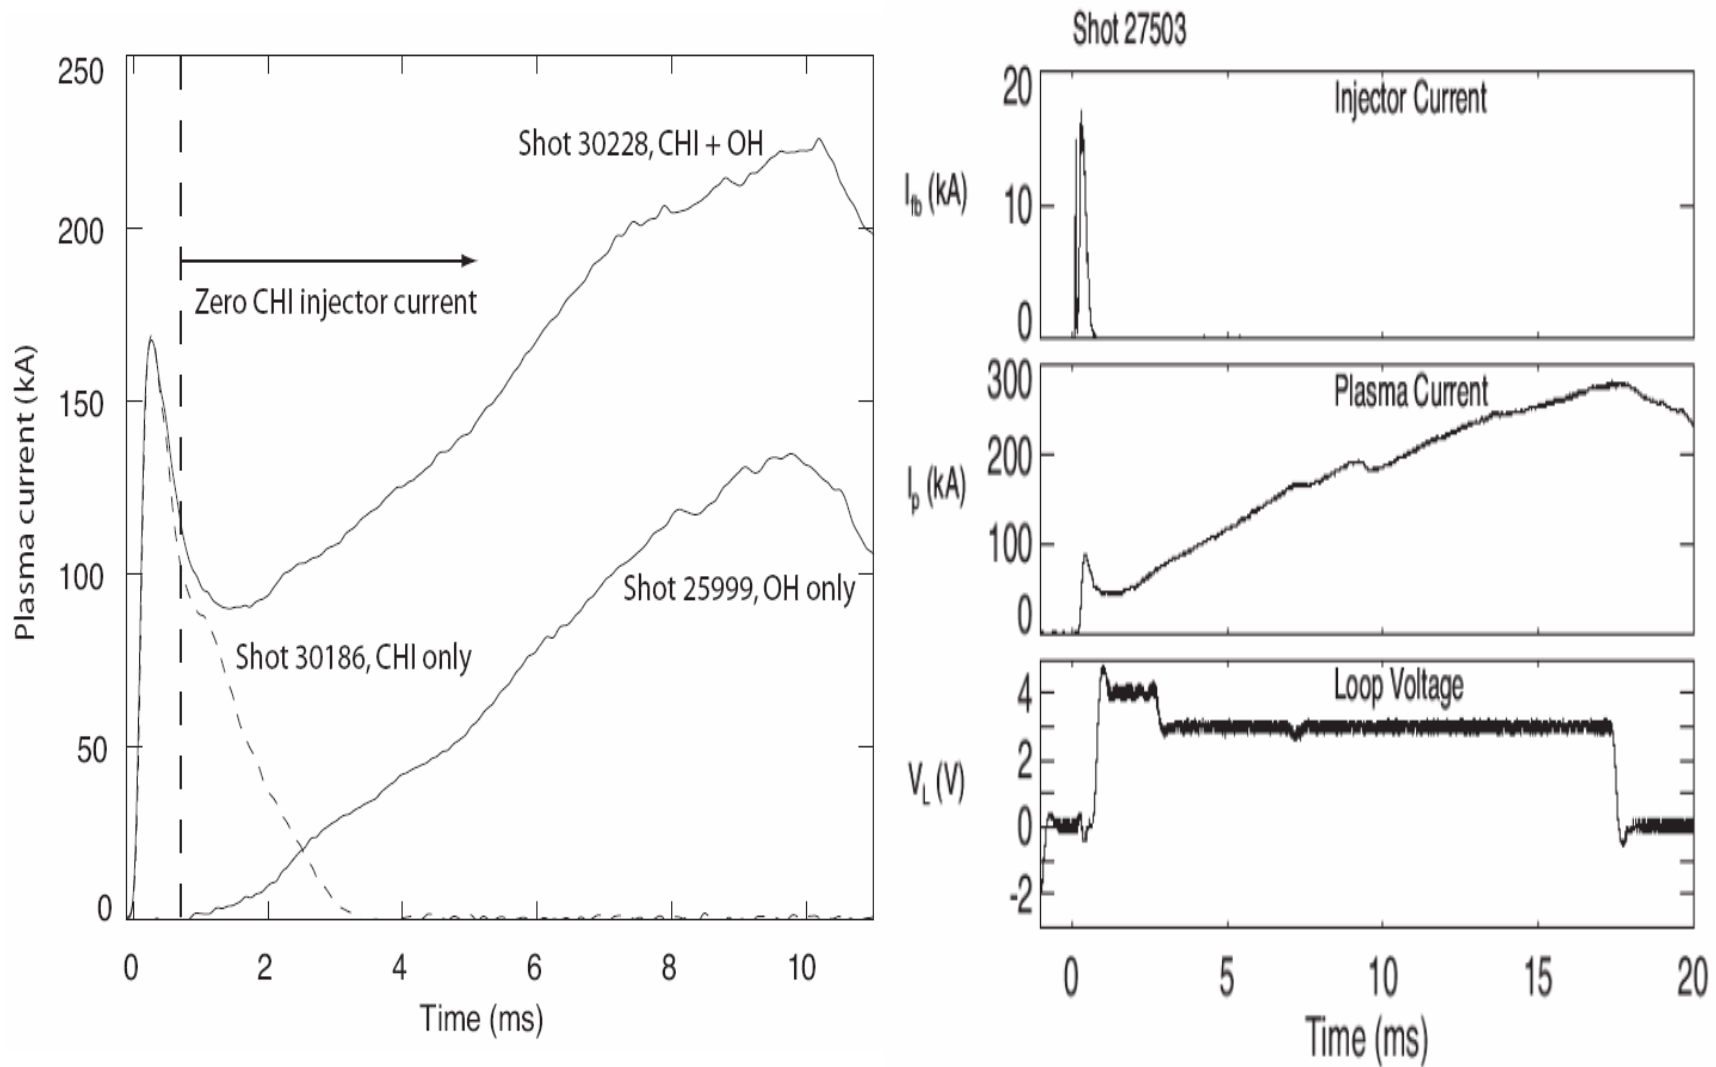 250
200
150
100
50
0
Plasma current (kA)
Shot 30228, CHI + OH
Zero CHI injector current
Shot 25999, OH only
Shot 30186, CHI only
0 2 4 6 8 10
Time (ms)
Shot 27503
Injector Current
20
10
0
Ifb (kA)
Plasma Current
300
200
100
0
Ip (kA)
Loop Voltage
4
2
0
-2
VL (V)
0 5 10 15 20
Time (ms)